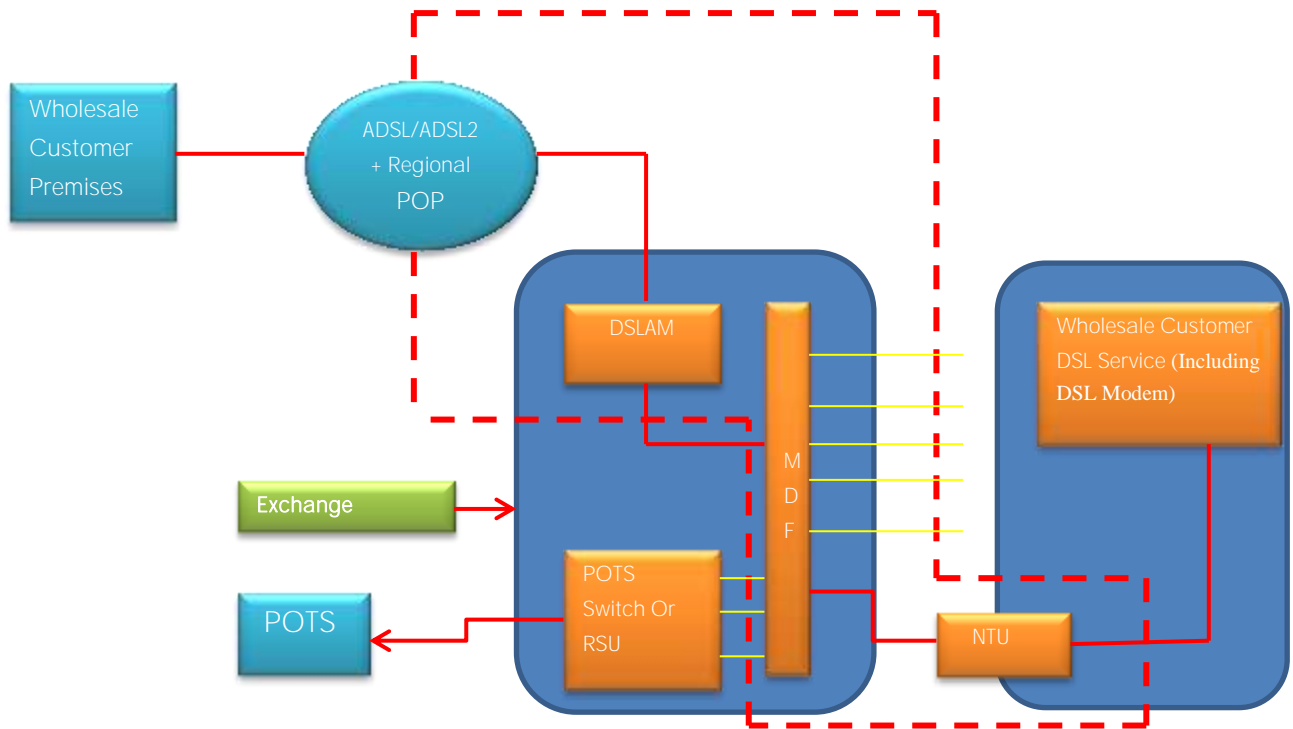 Wholesale
Customer
Premises
ADSL/ADSL2
+ Regional
POP
DSLAM
Wholesale Customer
DSL Service (Including
DSL Modem)
M
D
F
Exchange
POTS
Switch Or
RSU
POTS
NTU